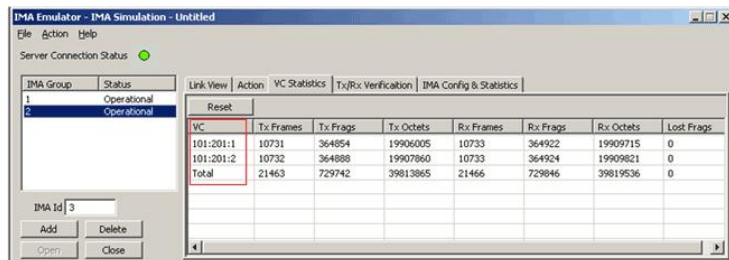 IMA Emulator - IMA Simulation - Untitled
File Action Help
Server Connection Status
IMA Group Status
1 Operational
2 Operational
IMA Id 3
Add Delete
Open Close
Link View Action VC Statistics Tx/Rx Verificaition IMA Config & Statistics
Reset
VC Tx Frames Tx Frags Tx Octets Rx Frames Rx Frags Rx Octets Lost Frags
101:201:1 10731 364854 19906005 10733 364922 19909715 0
101:201:2 10732 364888 19907860 10733 364924 19909821 0
Total 21463 729742 39813865 21466 729846 39819536 0